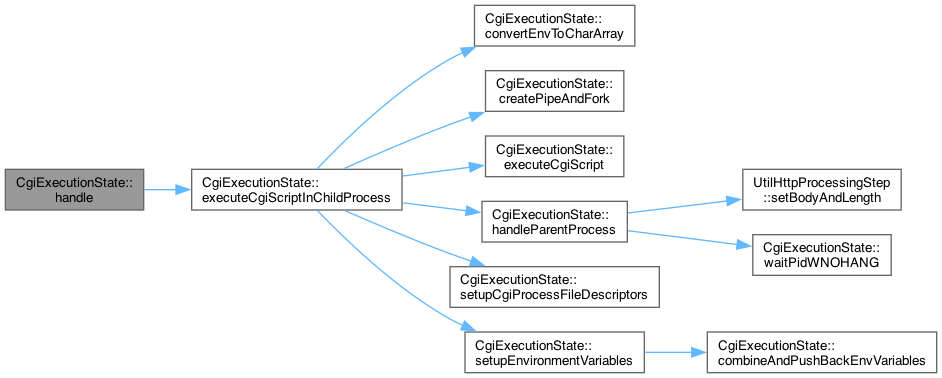 CgiExecutionState::
handle
CgiExecutionState::
executeCgiScriptInChildProcess
CgiExecutionState::
convertEnvToCharArray
CgiExecutionState::
createPipeAndFork
CgiExecutionState::
executeCgiScript
CgiExecutionState::
handleParentProcess
UtilHttpProcessingStep
::setBodyAndLength
CgiExecutionState::
waitPidWNOHANG
CgiExecutionState::
setupCgiProcessFileDescriptors
CgiExecutionState::
setupEnvironmentVariables
CgiExecutionState::
combineAndPushBackEnvVariables